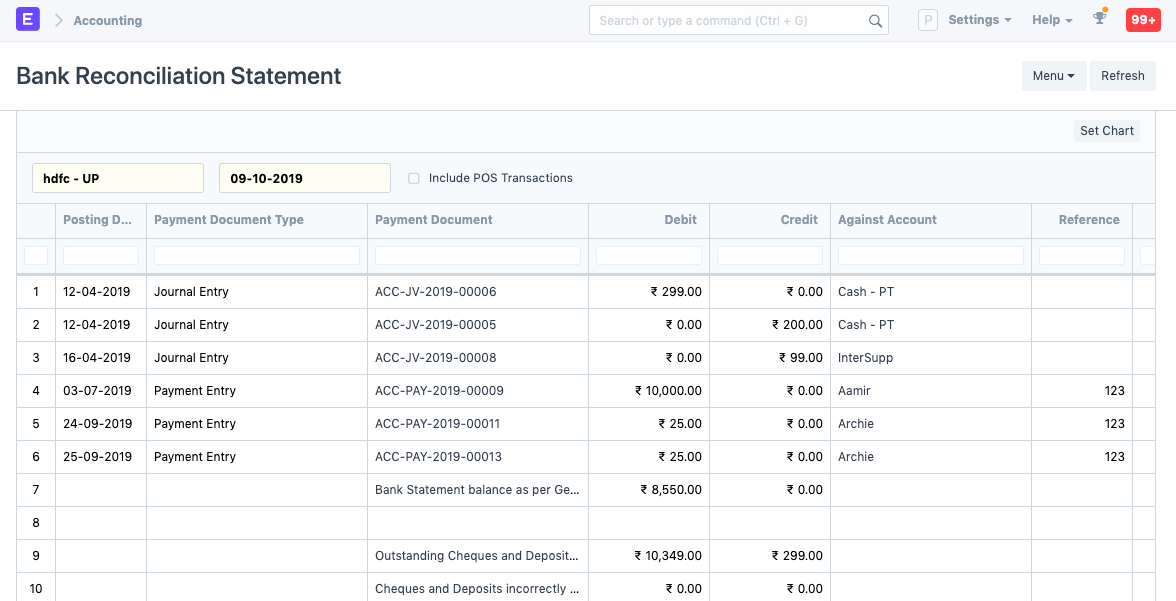 E Accounting Search or type a command (Ctrl + G) P Settings Help 99+
Bank Reconciliation Statement Menu Refresh
Set Chart
hdfc - UP 09-10-2019 Include POS Transactions
Posting D... Payment Document Type Payment Document Debit Credit Against Account Reference
1 12-04-2019 Journal Entry ACC-JV-2019-00006 ₹ 299.00 ₹ 0.00 Cash - PT
2 12-04-2019 Journal Entry ACC-JV-2019-00005 ₹ 0.00 ₹ 200.00 Cash - PT
3 16-04-2019 Journal Entry ACC-JV-2019-00008 ₹ 0.00 ₹ 99.00 InterSupp
4 03-07-2019 Payment Entry ACC-PAY-2019-00009 ₹ 10,000.00 ₹ 0.00 Aamir 123
5 24-09-2019 Payment Entry ACC-PAY-2019-00011 ₹ 25.00 ₹ 0.00 Archie 123
6 25-09-2019 Payment Entry ACC-PAY-2019-00013 ₹ 25.00 ₹ 0.00 Archie 123
7 Bank Statement balance as per Ge... ₹ 8,550.00 ₹ 0.00
8
9 Outstanding Cheques and Deposit... ₹ 10,349.00 ₹ 299.00
10 Cheques and Deposits incorrectly ... ₹ 0.00 ₹ 0.00